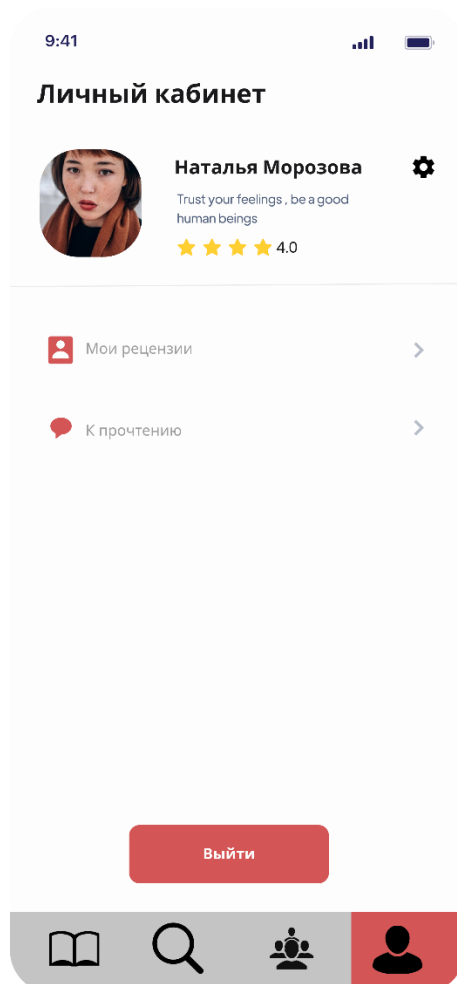 9:41
Личный кабинет
Наталья Морозова
Trust your feelings , be a good
human beings
4.0
Мои рецензии
К прочтению
Выйти